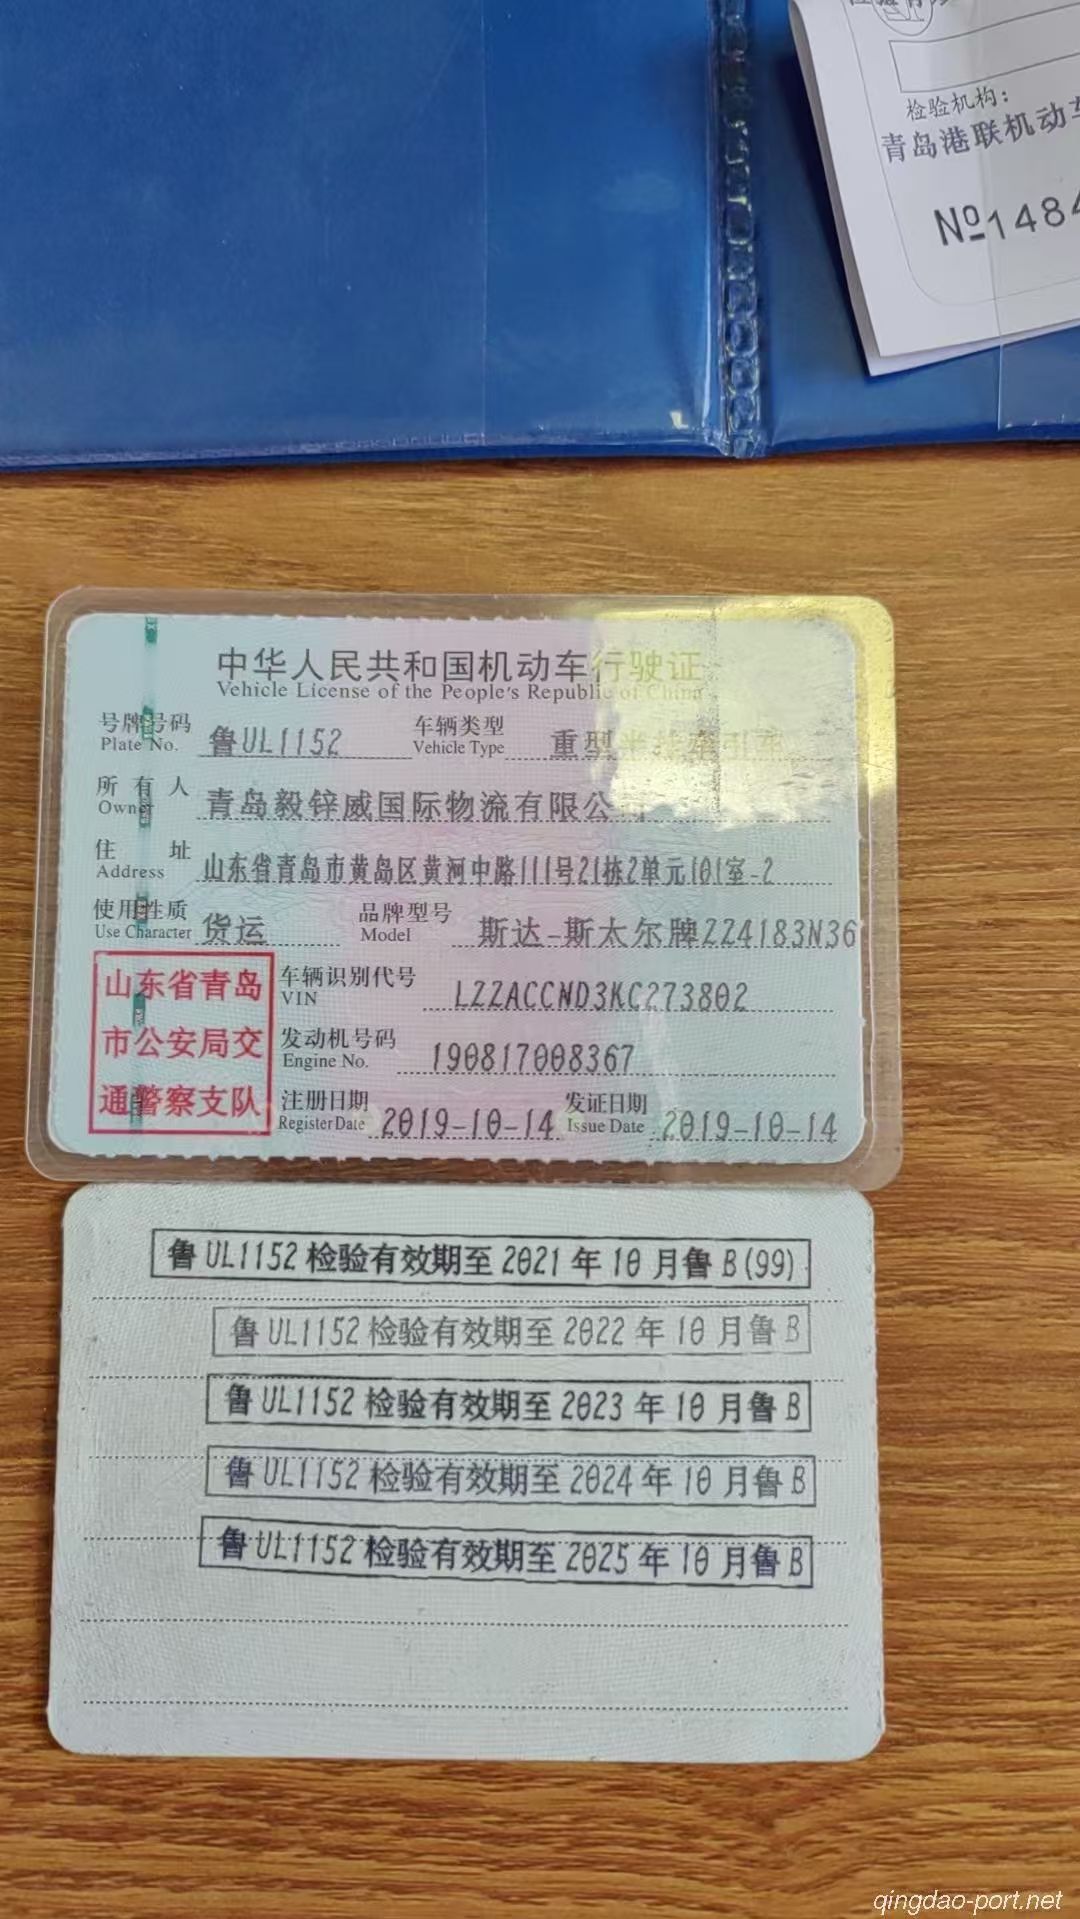 检验机构：
青岛港联机动车
№1484
中华人民共和国机动车行驶证
Vehicle License of the People's Republic of China
号牌号码 鲁UL1152 车辆类型 重型半挂牵引车
Plate No. Vehicle Type
所有人 青岛毅锌威国际物流有限公
Owner
住址 山东省青岛市黄岛区黄河中路111号21栋2单元101室-2
Address
使用性质 货运 品牌型号 斯达-斯太尔牌ZZ4183N36
Use Character Model
山东省青岛
市公安局交
通警察支队
车辆识别代号 LZZACCND3KC273802
VIN
发动机号码 190817008367
Engine No.
注册日期 2019-10-14 发证日期 2019-10-14
Register Date Issue Date
鲁UL1152检验有效期至2021年10月鲁B(99)
鲁UL1152检验有效期至2022年10月鲁B
鲁UL1152检验有效期至2023年10月鲁B
鲁UL1152检验有效期至2024年10月鲁B
鲁UL1152检验有效期至2025年10月鲁B
qingdao-port.net